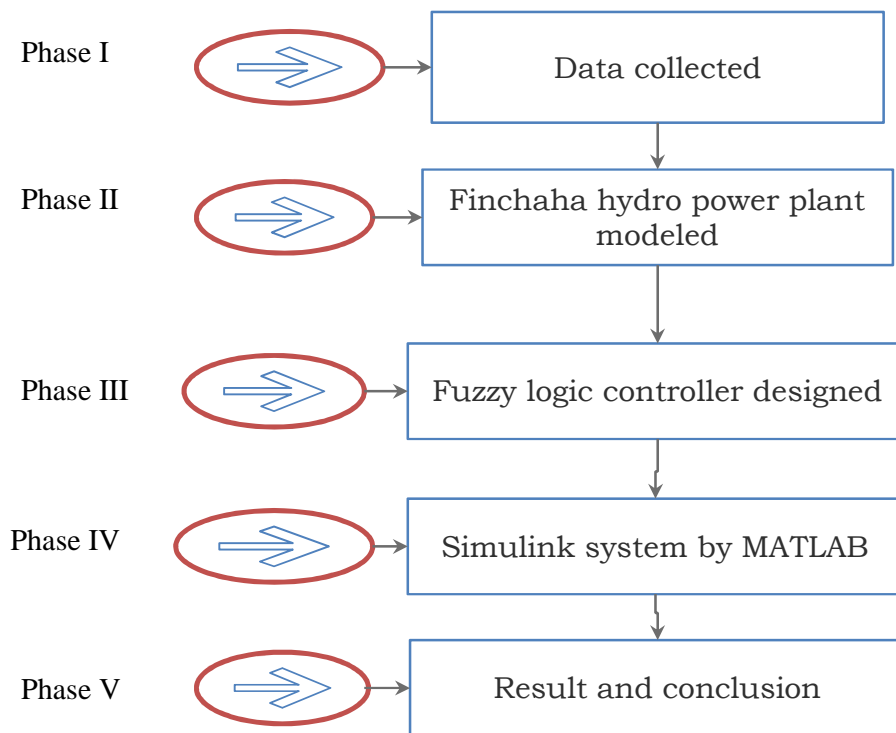 Phase I
Data collected
Phase II
Finchaha hydro power plant
modeled
Phase III
Fuzzy logic controller designed
Phase IV
Simulink system by MATLAB
Phase V
Result and conclusion